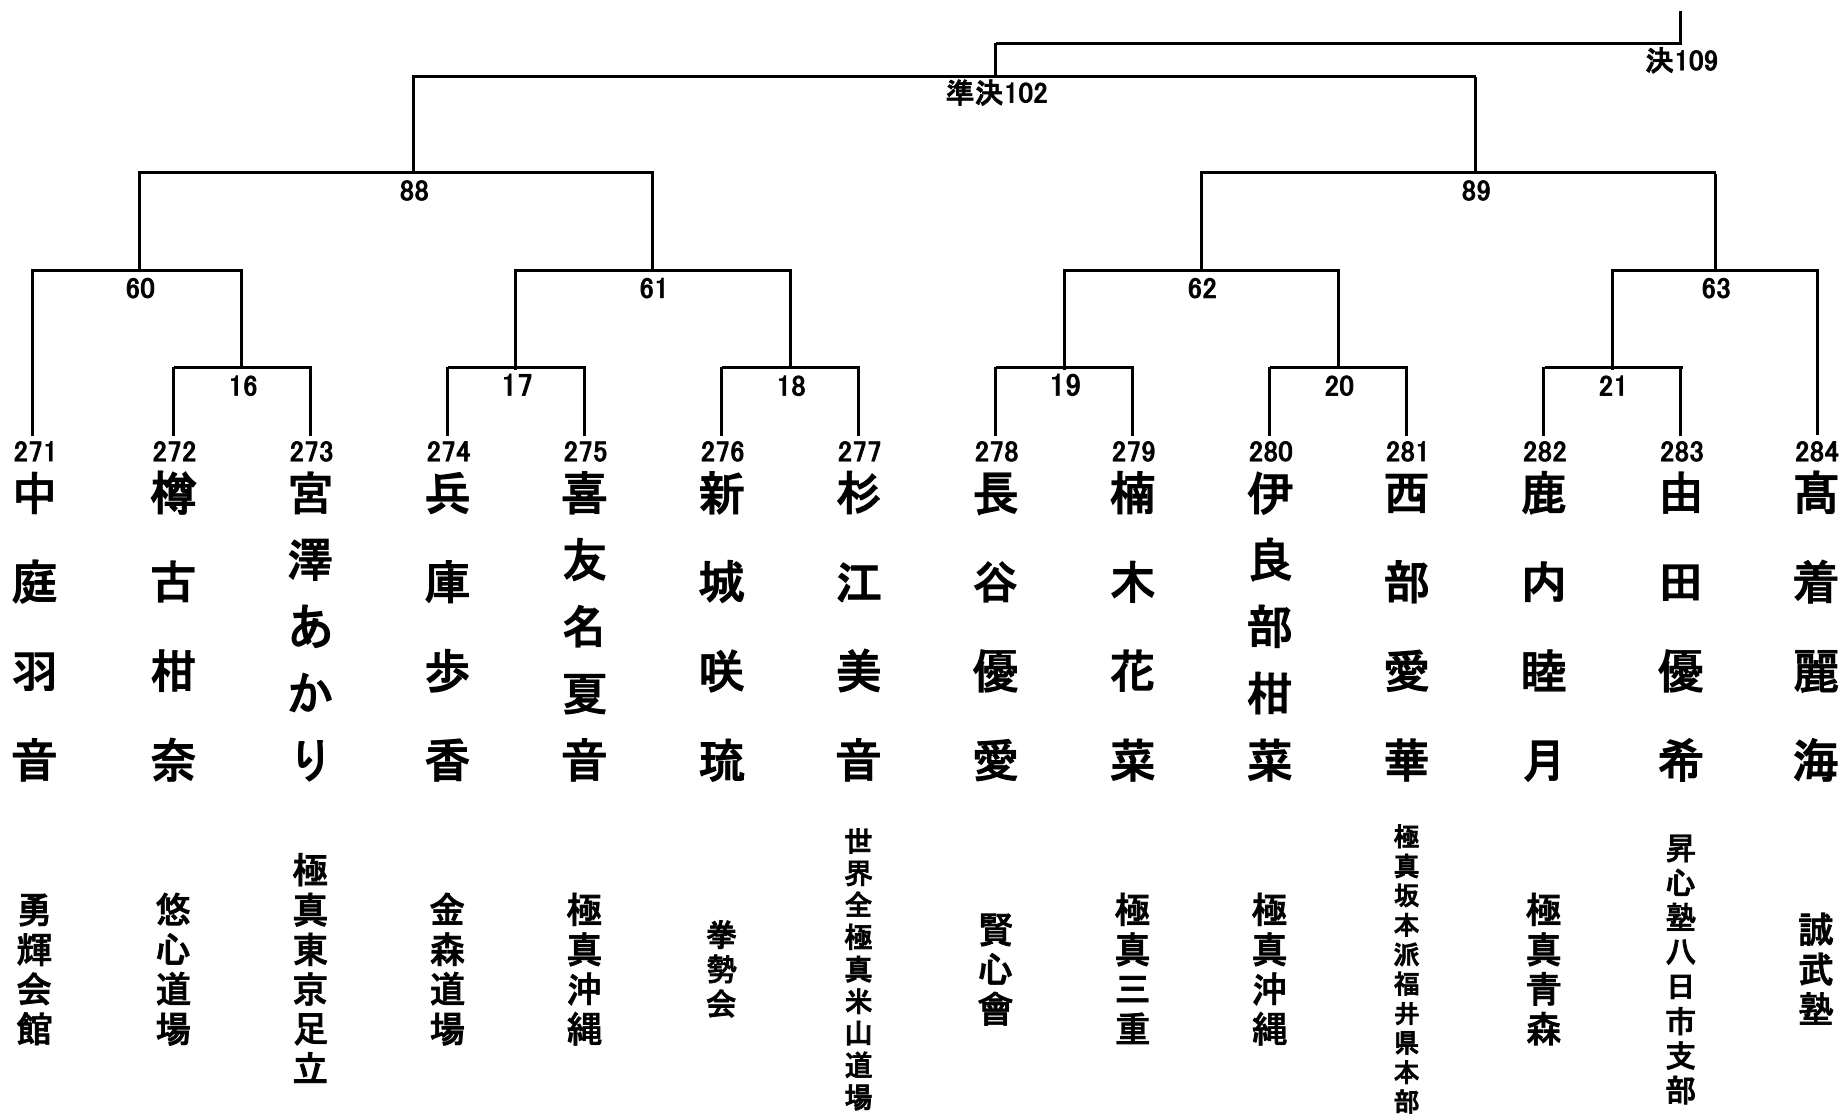 決109
準決102
88
89
60
61
62
63
16
17
18
19
20
21
271
272
273
274
275
276
277
278
279
280
281
282
283
284
中庭羽音
樽古柑奈
宮澤あかり
兵庫歩香
喜友名夏音
新城咲琉
杉江美音
長谷優愛
楠木花菜
伊良部柑菜
西部愛華
鹿内睦月
由田優希
髙着麗海
勇輝会館
悠心道場
極真東京足立
金森道場
極真沖縄
拳勢会
世界全極真米山道場
賢心會
極真三重
極真沖縄
極真坂本派福井県本部
極真青森
昇心塾八日市支部
誠武塾